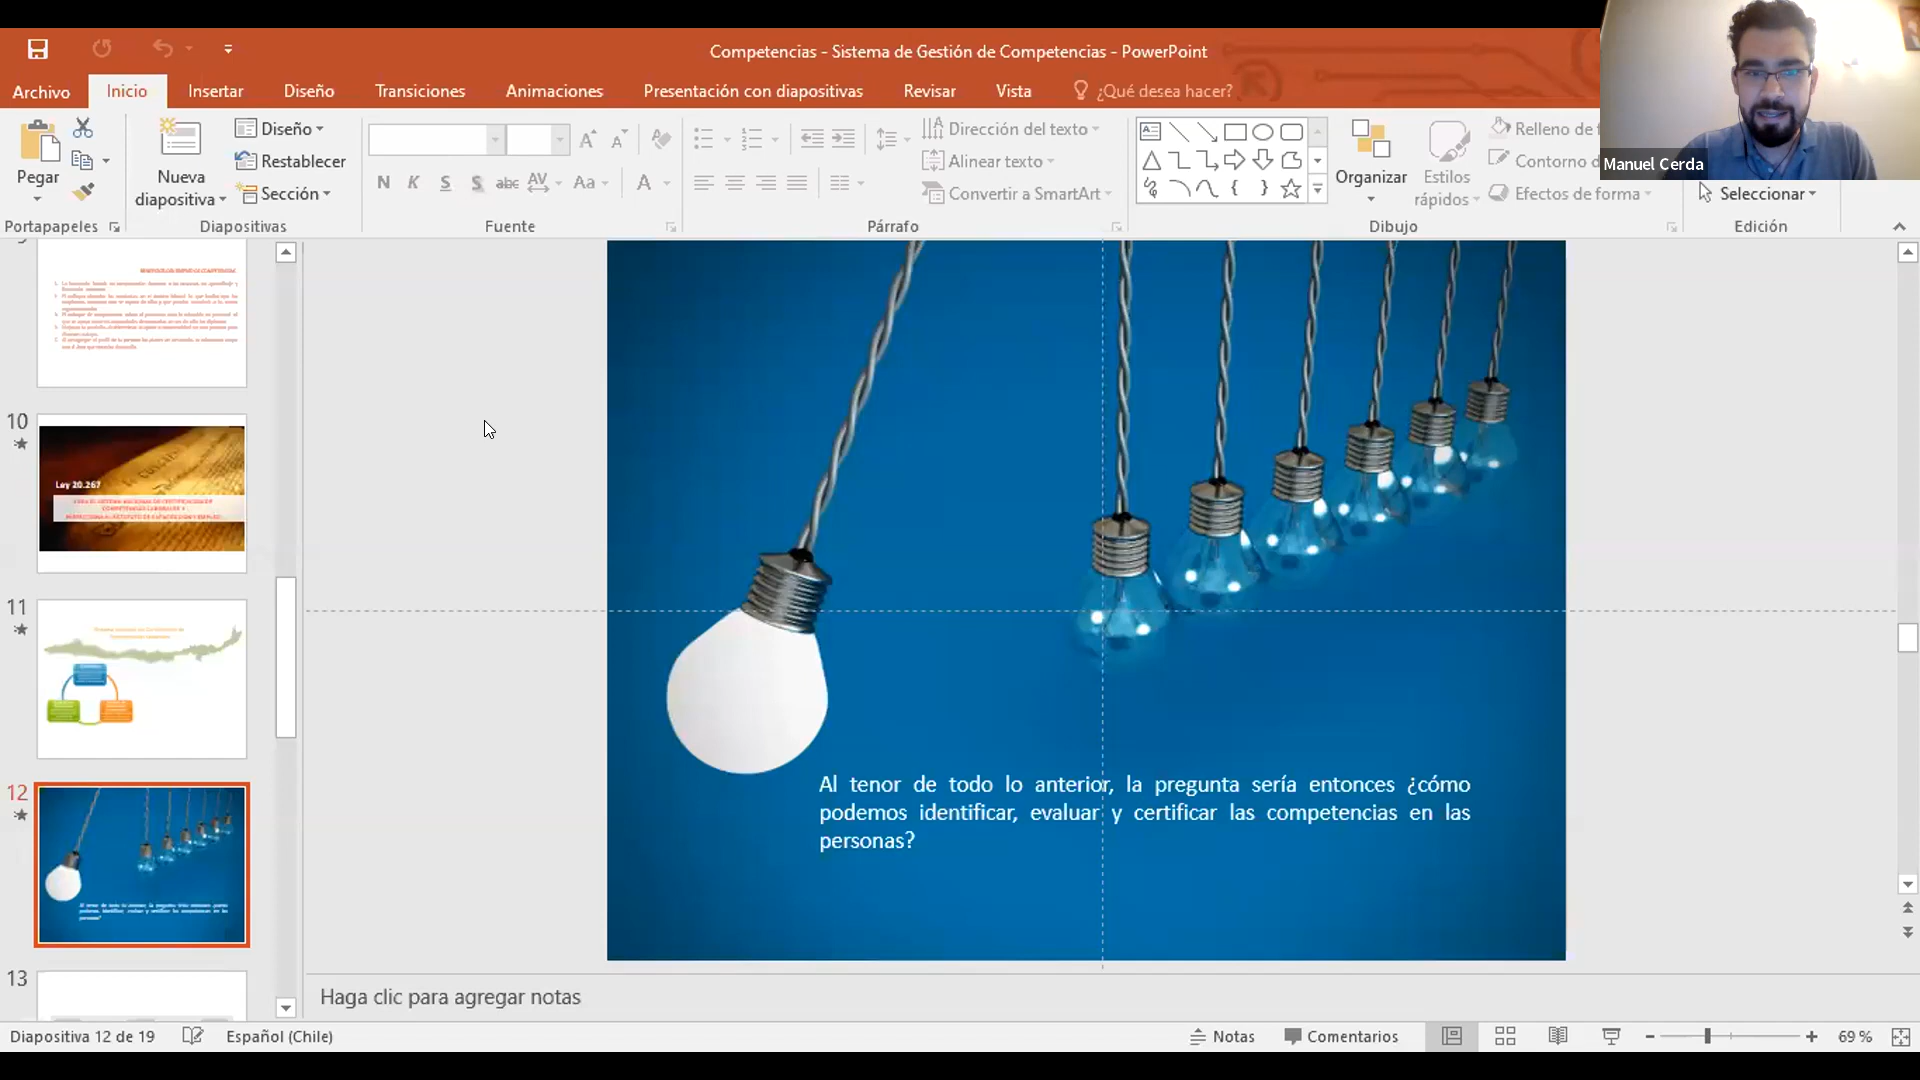 Competencias - Sistema de Gestión de Competencias - PowerPoint
Archivo
Inicio
Insertar
Diseño
Transiciones
Animaciones
Presentación con diapositivas
Revisar
Vista
¿Qué desea hacer?
Manuel Cerda
Pegar
Nueva
diapositiva
Diseño
Restablecer
Sección
N K S S abc AV Aa A
Dirección del texto
Alinear texto
Convertir a SmartArt
Organizar
Estilos
rápidos
Relleno de f
Contorno d
Efectos de forma
Seleccionar
Portapapeles
Diapositivas
Fuente
Párrafo
Dibujo
Edición
10
Ley 20.267
11
12
13
Al tenor de todo lo anterior, la pregunta sería entonces ¿cómo
podemos identificar, evaluar y certificar las competencias en las
personas?
Haga clic para agregar notas
Diapositiva 12 de 19
Español (Chile)
Notas
Comentarios
69 %